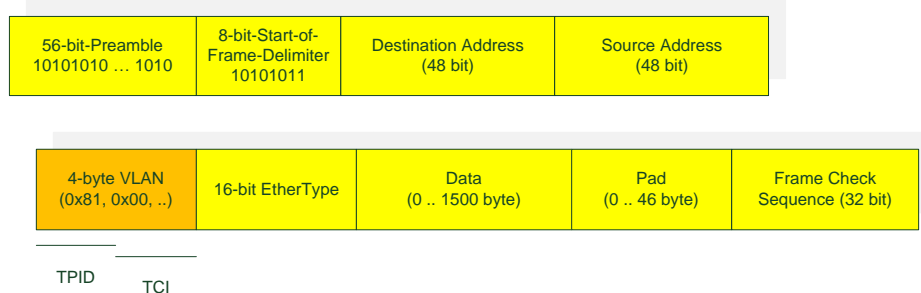 56-bit-Preamble
10101010 … 1010
8-bit-Start-of-
Frame-Delimiter
10101011
Destination Address
(48 bit)
Source Address
(48 bit)
4-byte VLAN
(0x81, 0x00, ..)
16-bit EtherType
Data
(0 .. 1500 byte)
Pad
(0 .. 46 byte)
Frame Check
Sequence (32 bit)
TPID
TCI